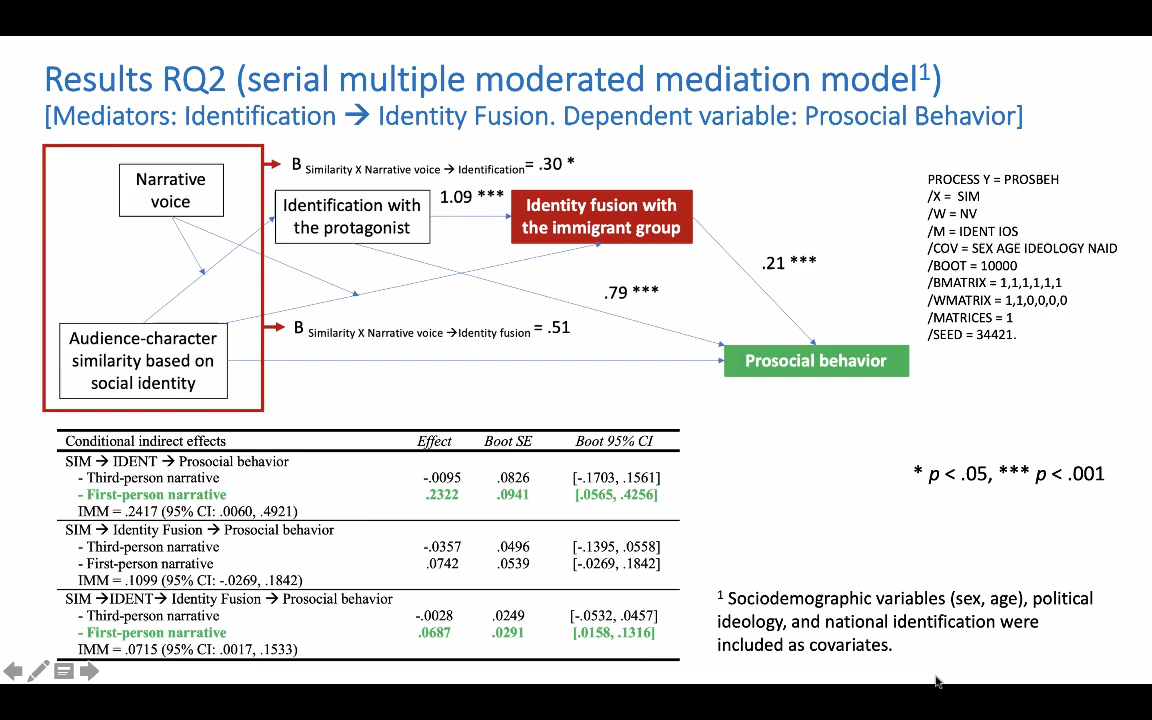 Results RQ2 (serial multiple moderated mediation model¹)
[Mediators: Identification → Identity Fusion. Dependent variable: Prosocial Behavior]
B Similarity X Narrative voice → Identification = .30 *
Narrative
voice
Identification with
the protagonist
1.09 ***
Identity fusion with
the immigrant group
.21 ***
.79 ***
B Similarity X Narrative voice → Identity fusion = .51
Audience-character
similarity based on
social identity
Prosocial behavior
PROCESS Y = PROSBEH
/X = SIM
/W = NV
/M = IDENT IOS
/COV = SEX AGE IDEOLOGY NAID
/BOOT = 10000
/BMATRIX = 1,1,1,1,1,1
/WMATRIX = 1,1,0,0,0,0
/MATRICES = 1
/SEED = 34421.
Conditional indirect effects Effect Boot SE Boot 95% CI
SIM → IDENT → Prosocial behavior
- Third-person narrative -.0095 .0826 [-.1703, .1561]
- First-person narrative .2322 .0941 [.0565, .4256]
IMM = .2417 (95% CI: .0060, .4921)
SIM → Identity Fusion → Prosocial behavior
- Third-person narrative -.0357 .0496 [-.1395, .0558]
- First-person narrative .0742 .0539 [-.0269, .1842]
IMM = .1099 (95% CI: -.0269, .1842)
SIM →IDENT→ Identity Fusion → Prosocial behavior
- Third-person narrative -.0028 .0249 [-.0532, .0457]
- First-person narrative .0687 .0291 [.0158, .1316]
IMM = .0715 (95% CI: .0017, .1533)
* p < .05, *** p < .001
¹ Sociodemographic variables (sex, age), political
ideology, and national identification were
included as covariates.